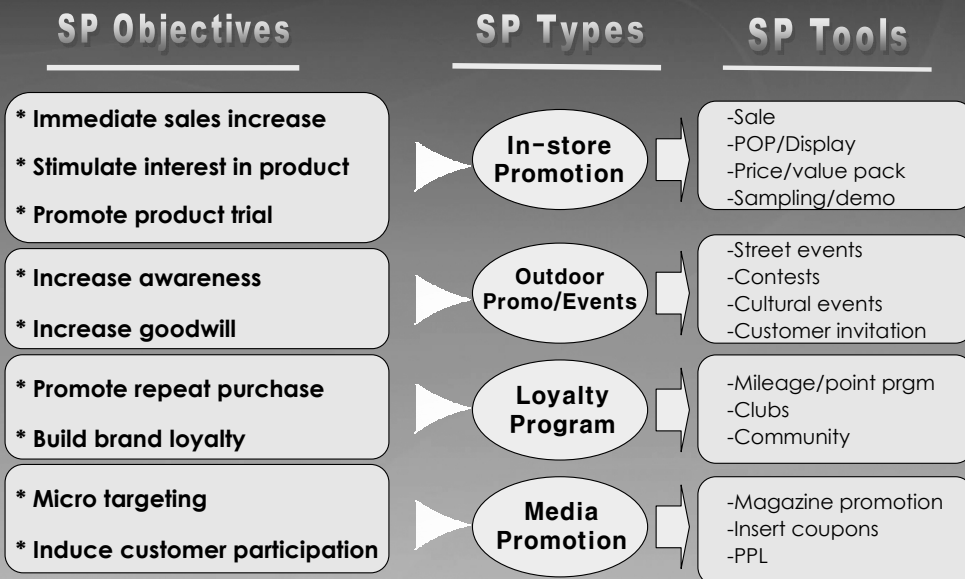 SP Objectives
SP Types
SP Tools
* Immediate sales increase
* Stimulate interest in product
* Promote product trial
In-store
Promotion
-Sale
-POP/Display
-Price/value pack
-Sampling/demo
* Increase awareness
* Increase goodwill
Outdoor
Promo/Events
-Street events
-Contests
-Cultural events
-Customer invitation
* Promote repeat purchase
* Build brand loyalty
Loyalty
Program
-Mileage/point prgm
-Clubs
-Community
* Micro targeting
* Induce customer participation
Media
Promotion
-Magazine promotion
-Insert coupons
-PPL